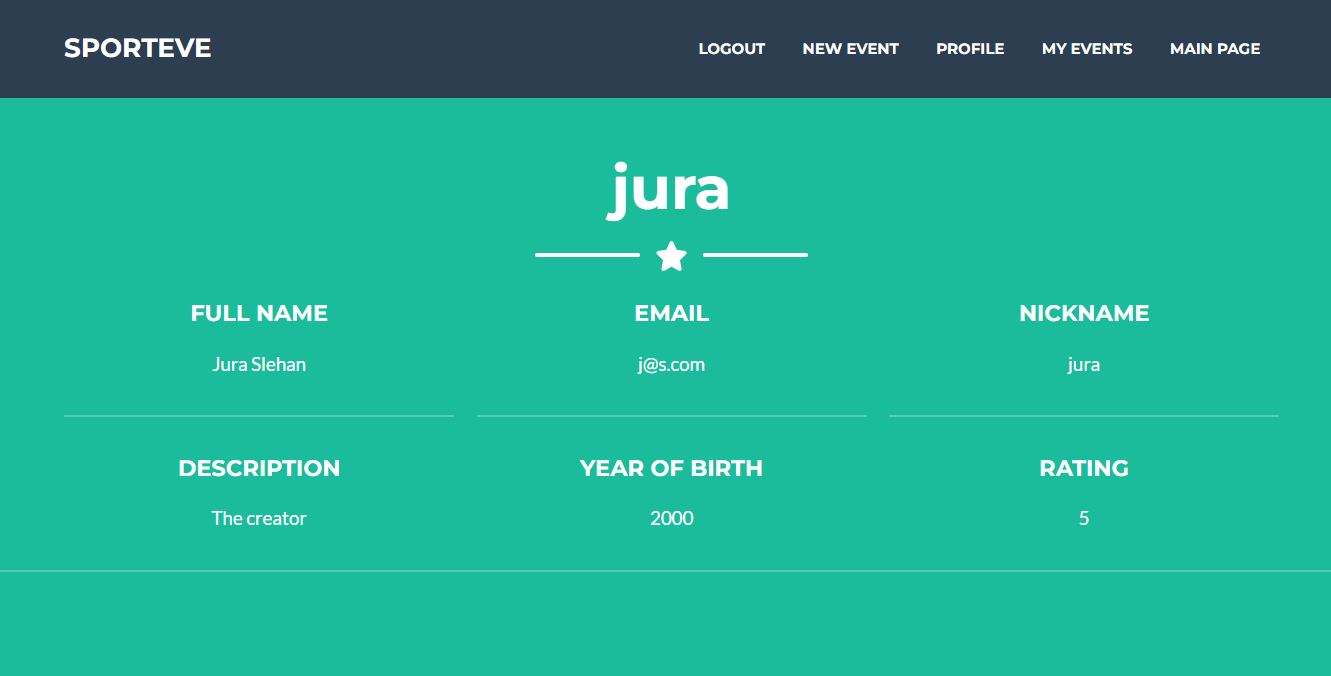 SPORTEVE LOGOUT NEW EVENT PROFILE MY EVENTS MAIN PAGE
jura
FULL NAME EMAIL NICKNAME
Jura Slehan j@s.com jura
DESCRIPTION YEAR OF BIRTH RATING
The creator 2000 5